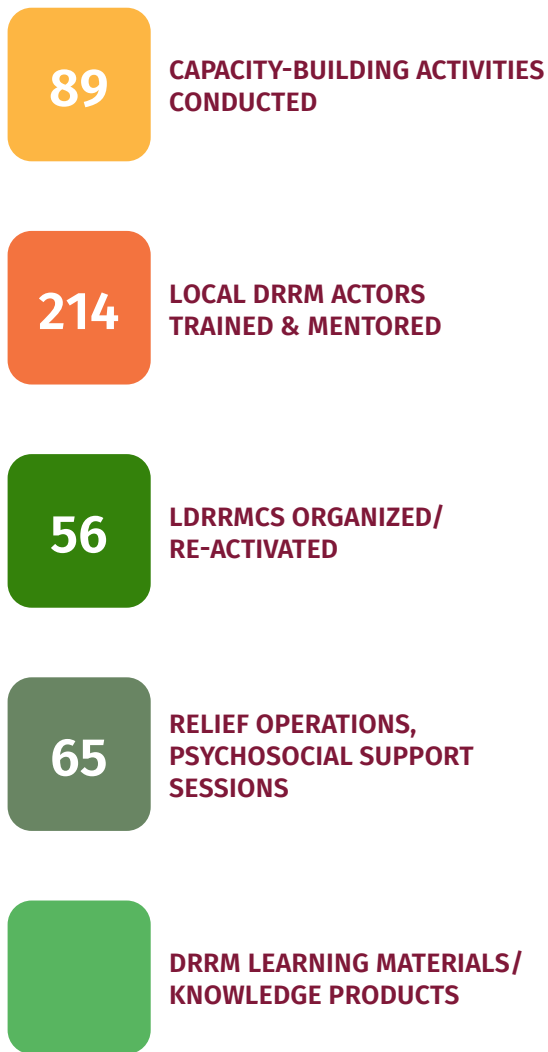 89
CAPACITY-BUILDING ACTIVITIES
CONDUCTED
214
LOCAL DRRM ACTORS
TRAINED & MENTORED
56
LDRRMCS ORGANIZED/
RE-ACTIVATED
65
RELIEF OPERATIONS,
PSYCHOSOCIAL SUPPORT
SESSIONS
DRRM LEARNING MATERIALS/
KNOWLEDGE PRODUCTS